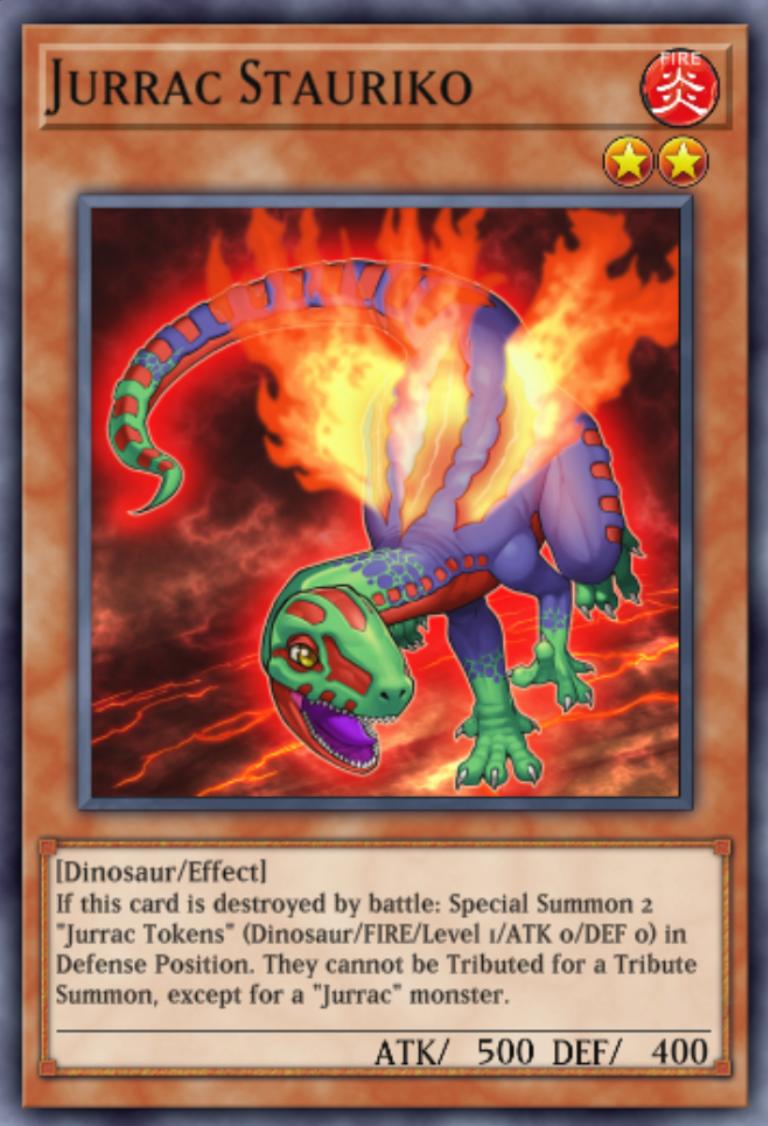 Jurrac Stauriko
FIRE
炎
[Dinosaur/Effect]
If this card is destroyed by battle: Special Summon 2
"Jurrac Tokens" (Dinosaur/FIRE/Level 1/ATK 0/DEF 0) in
Defense Position. They cannot be Tributed for a Tribute
Summon, except for a "Jurrac" monster.
ATK/ 500 DEF/ 400